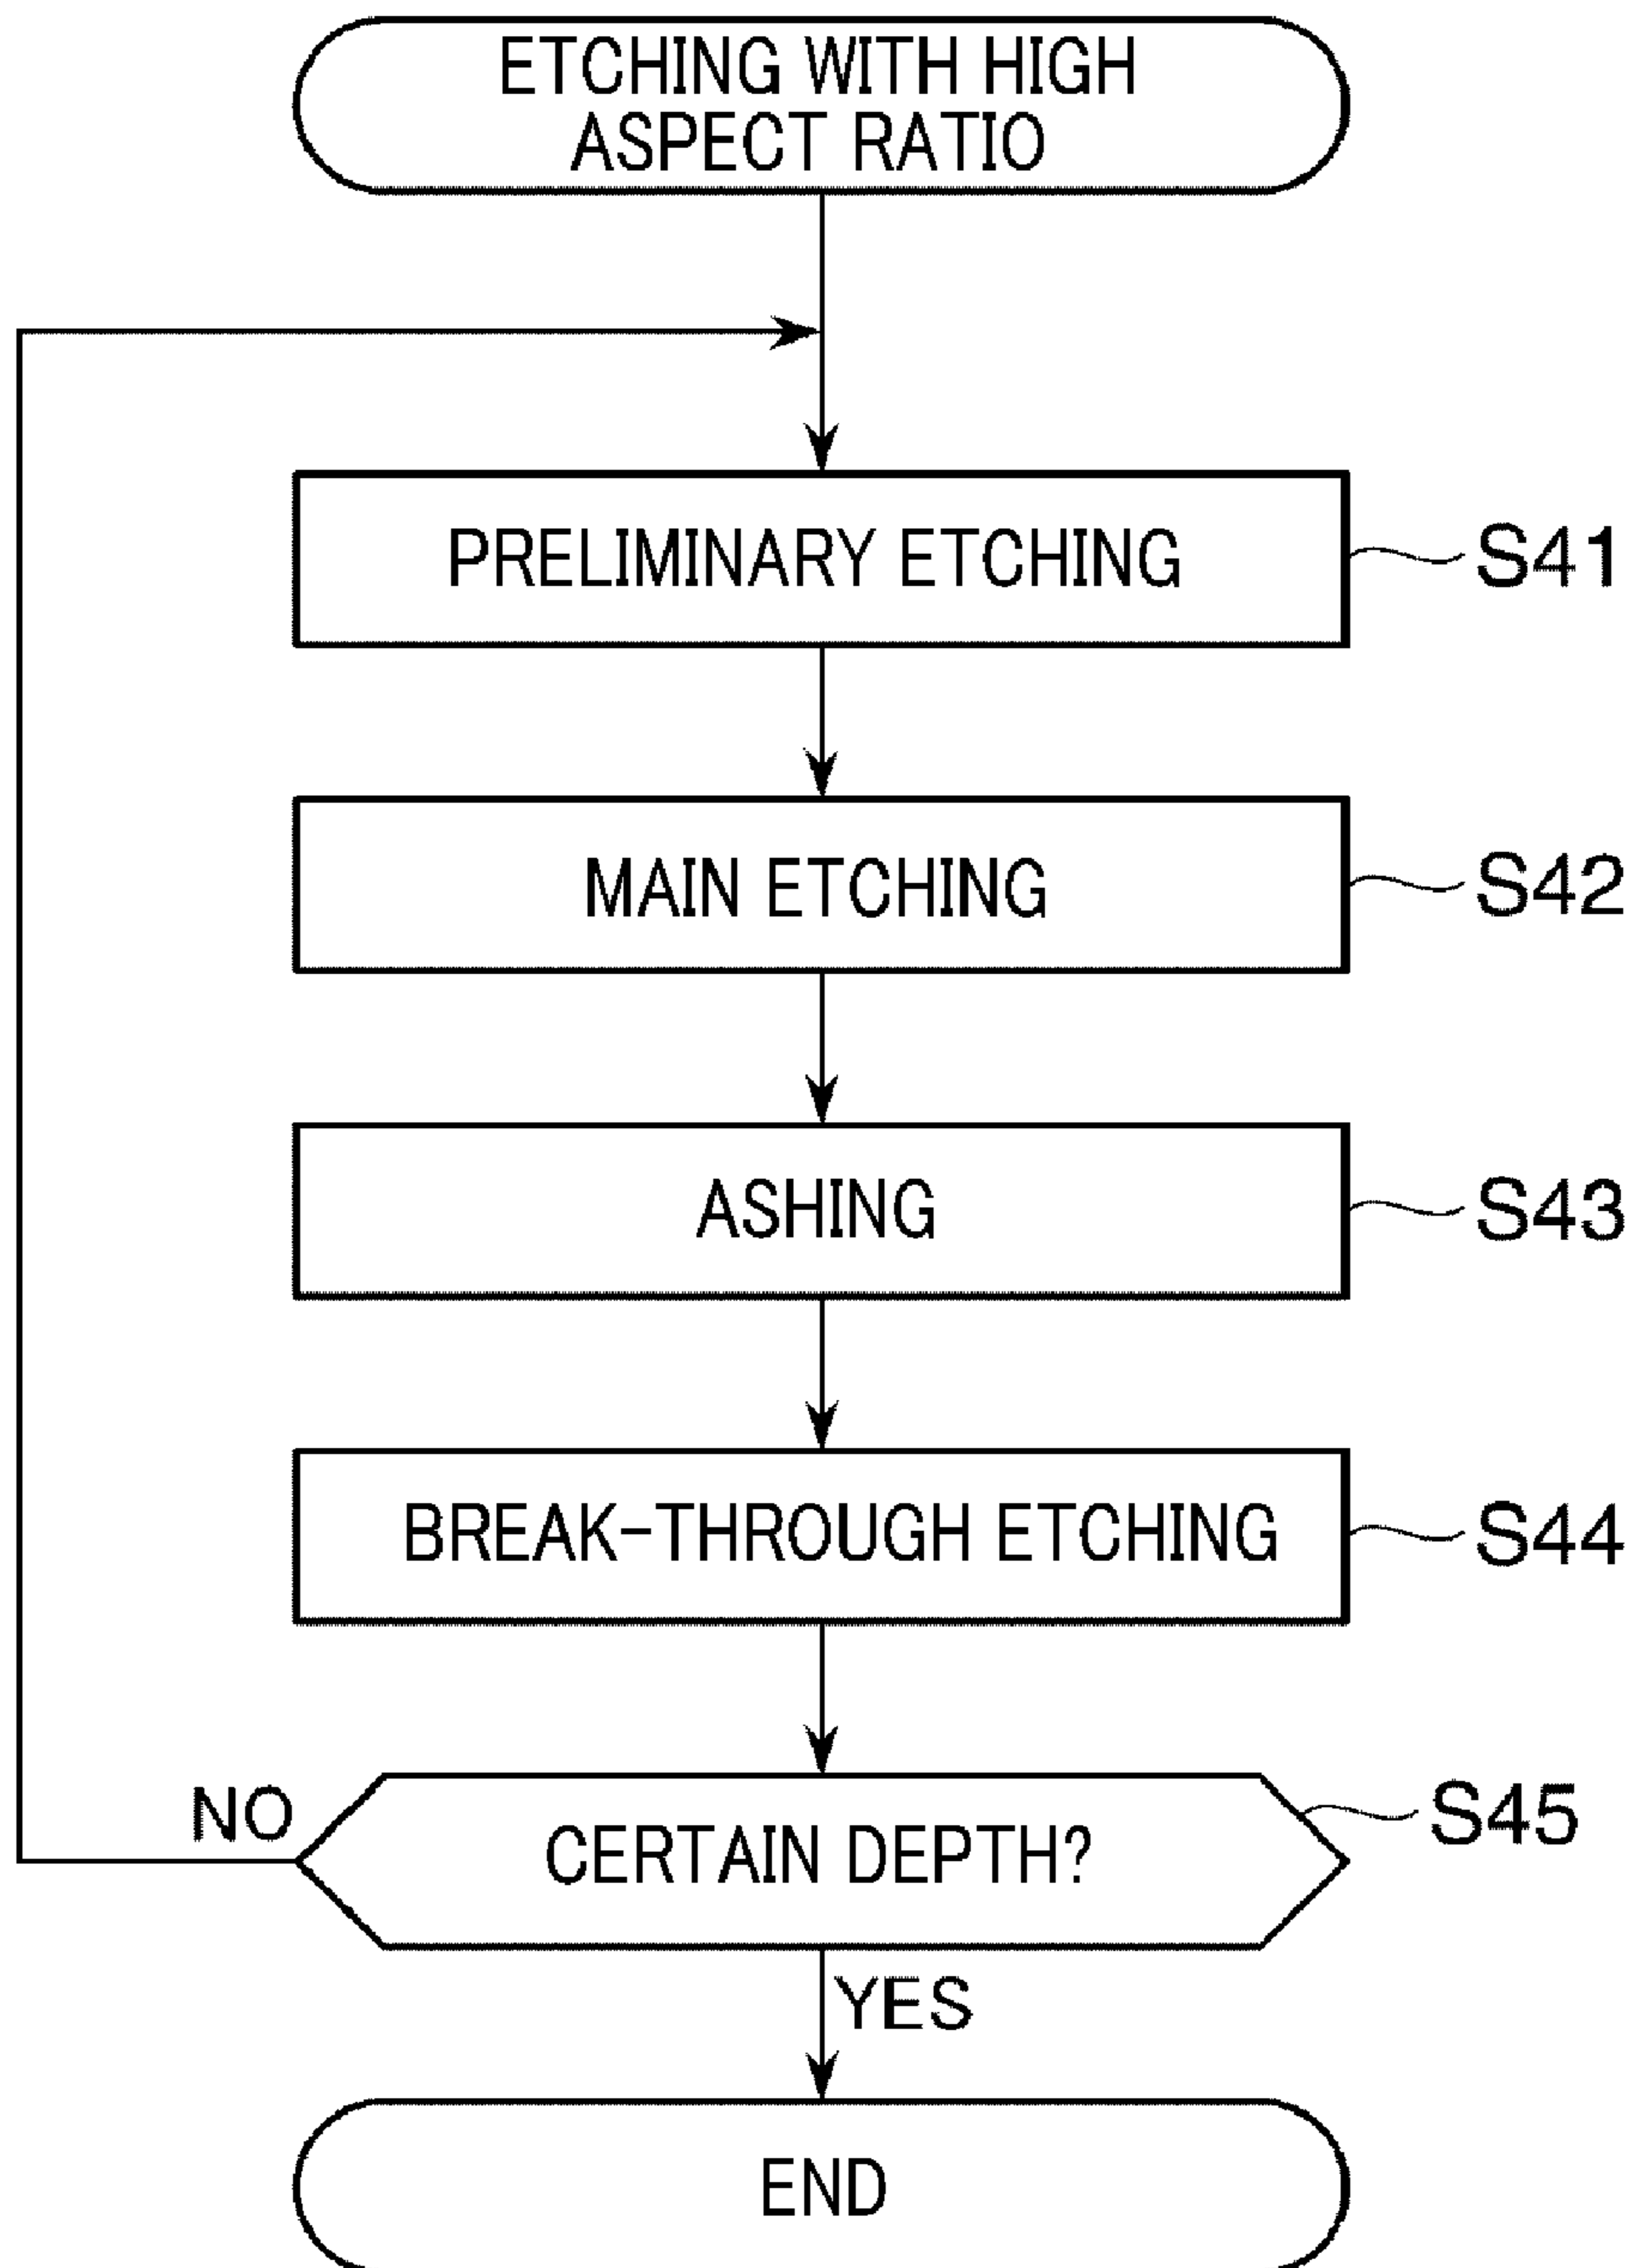 ETCHING WITH HIGH
ASPECT RATIO
PRELIMINARY ETCHING
S41
MAIN ETCHING
S42
ASHING
S43
BREAK-THROUGH ETCHING
S44
NO
CERTAIN DEPTH?
S45
YES
END